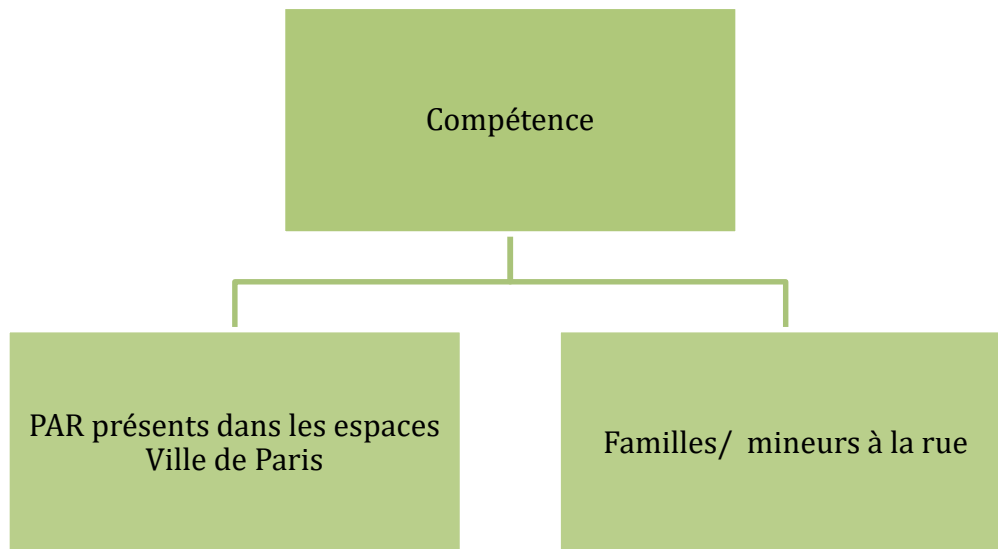 Compétence
PAR présents dans les espaces
Ville de Paris
Familles/ mineurs à la rue